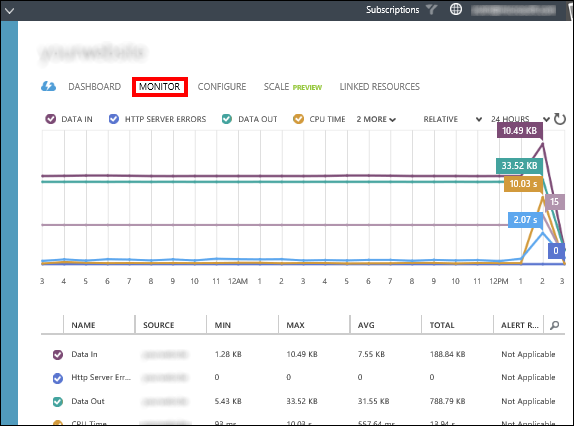 Subscriptions
DASHBOARD MONITOR CONFIGURE SCALE PREVIEW LINKED RESOURCES
DATA IN HTTP SERVER ERRORS DATA OUT CPU TIME 2 MORE RELATIVE 24 HOURS
10.49 KB
33.52 KB
10.03 s
15
2.07 s
0
3 4 5 6 7 8 9 10 11 12AM 1 2 3 4 5 6 7 8 9 10 11 12PM 1 2 3
NAME SOURCE MIN MAX AVG TOTAL ALERT R...
Data In 1.28 KB 10.49 KB 7.55 KB 188.84 KB Not Applicable
Http Server Err... 0 0 0 0 Not Applicable
Data Out 5.43 KB 33.52 KB 31.55 KB 788.79 KB Not Applicable
CPU Time 93 ms 10.03 s 557.64 ms 13.94 s Not Applicable